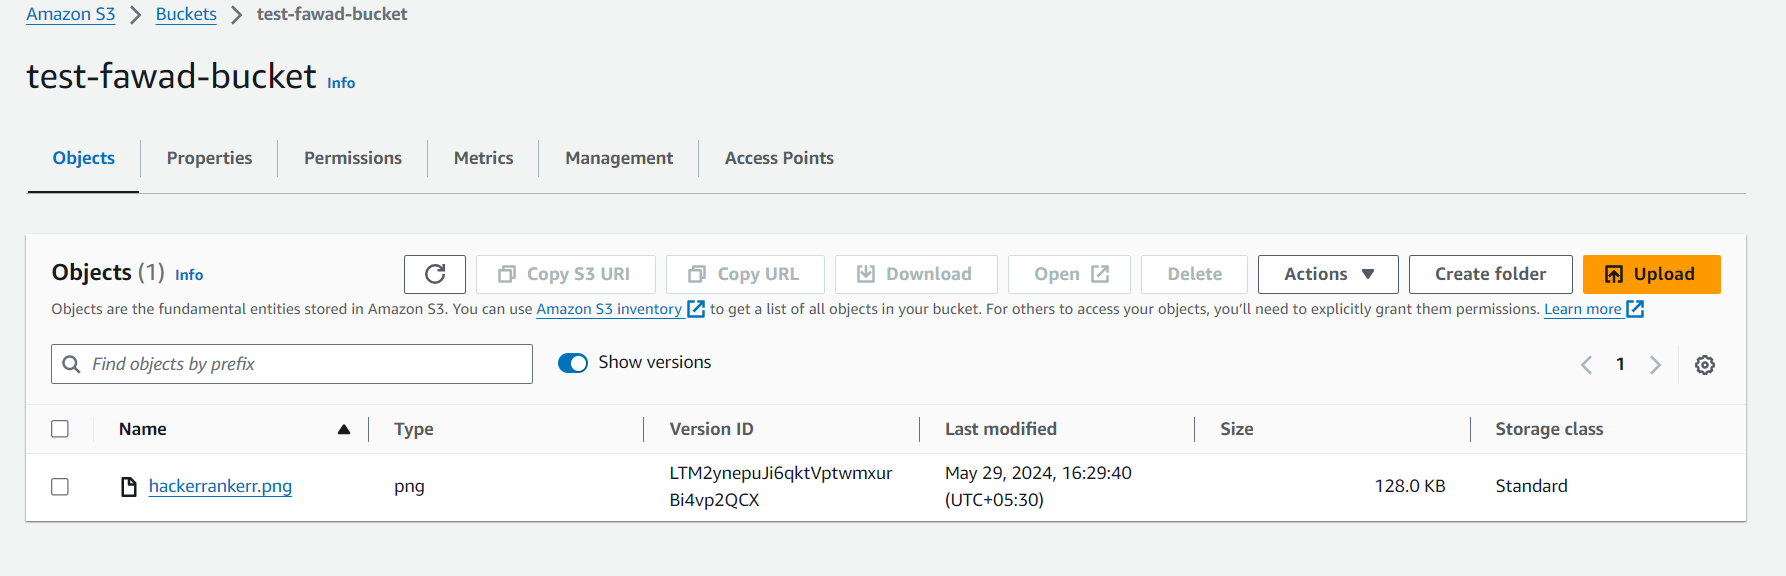 Amazon S3 > Buckets > test-fawad-bucket
test-fawad-bucket Info
Objects Properties Permissions Metrics Management Access Points
Objects (1) Info Copy S3 URI Copy URL Download Open Delete Actions Create folder Upload
Objects are the fundamental entities stored in Amazon S3. You can use Amazon S3 inventory to get a list of all objects in your bucket. For others to access your objects, you'll need to explicitly grant them permissions. Learn more
Find objects by prefix Show versions 1
Name Type Version ID Last modified Size Storage class
hackerrankerr.png png LTM2ynepuJi6qktVptwmxur May 29, 2024, 16:29:40 128.0 KB Standard
Bi4vp2QCX (UTC+05:30)